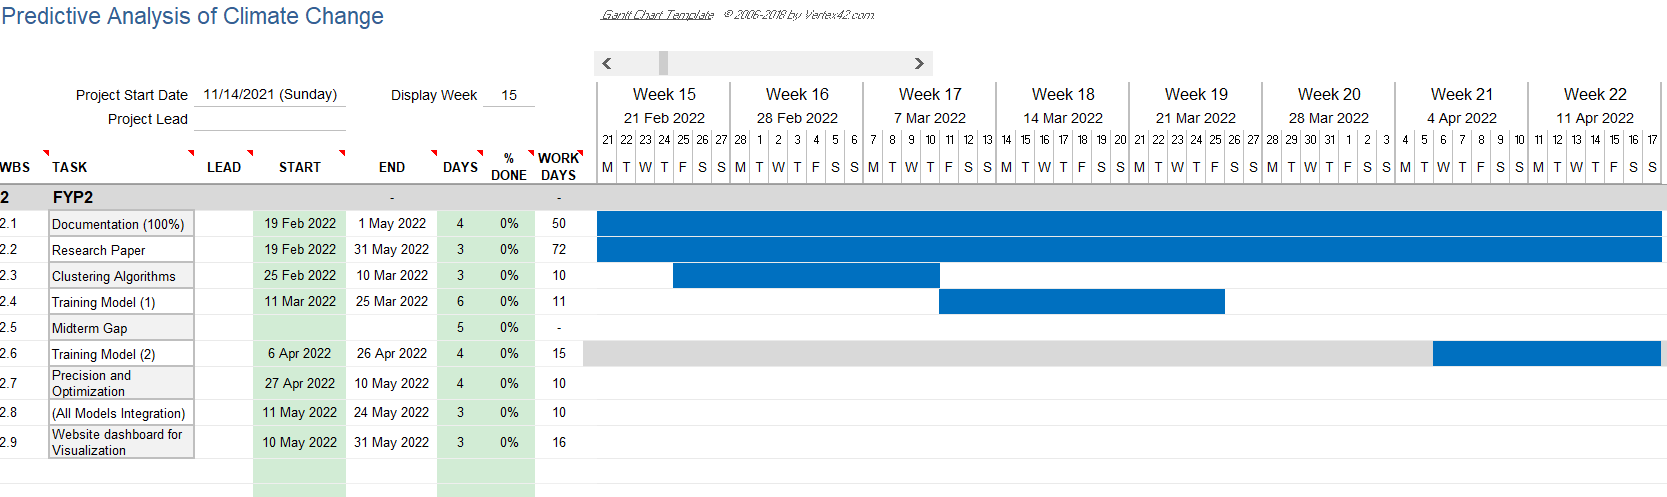 Predictive Analysis of Climate Change
Gantt Chart Template © 2006-2018 by Vertex42.com
Project Start Date 11/14/2021 (Sunday) Display Week 15
Project Lead
Week 15 Week 16 Week 17 Week 18 Week 19 Week 20 Week 21 Week 22
21 Feb 2022 28 Feb 2022 7 Mar 2022 14 Mar 2022 21 Mar 2022 28 Mar 2022 4 Apr 2022 11 Apr 2022
21 22 23 24 25 26 27 28 1 2 3 4 5 6 7 8 9 10 11 12 13 14 15 16 17 18 19 20 21 22 23 24 25 26 27 28 29 30 31 1 2 3 4 5 6 7 8 9 10 11 12 13 14 15 16 17
WBS TASK LEAD START END DAYS % DONE WORK DAYS M T W T F S S M T W T F S S M T W T F S S M T W T F S S M T W T F S S M T W T F S S M T W T F S S M T W T F S S
2 FYP2 - -
2.1 Documentation (100%) 19 Feb 2022 1 May 2022 4 0% 50
2.2 Research Paper 19 Feb 2022 31 May 2022 3 0% 72
2.3 Clustering Algorithms 25 Feb 2022 10 Mar 2022 3 0% 10
2.4 Training Model (1) 11 Mar 2022 25 Mar 2022 6 0% 11
2.5 Midterm Gap 5 0% -
2.6 Training Model (2) 6 Apr 2022 26 Apr 2022 4 0% 15
2.7 Precision and Optimization 27 Apr 2022 10 May 2022 4 0% 10
2.8 (All Models Integration) 11 May 2022 24 May 2022 3 0% 10
2.9 Website dashboard for Visualization 10 May 2022 31 May 2022 3 0% 16